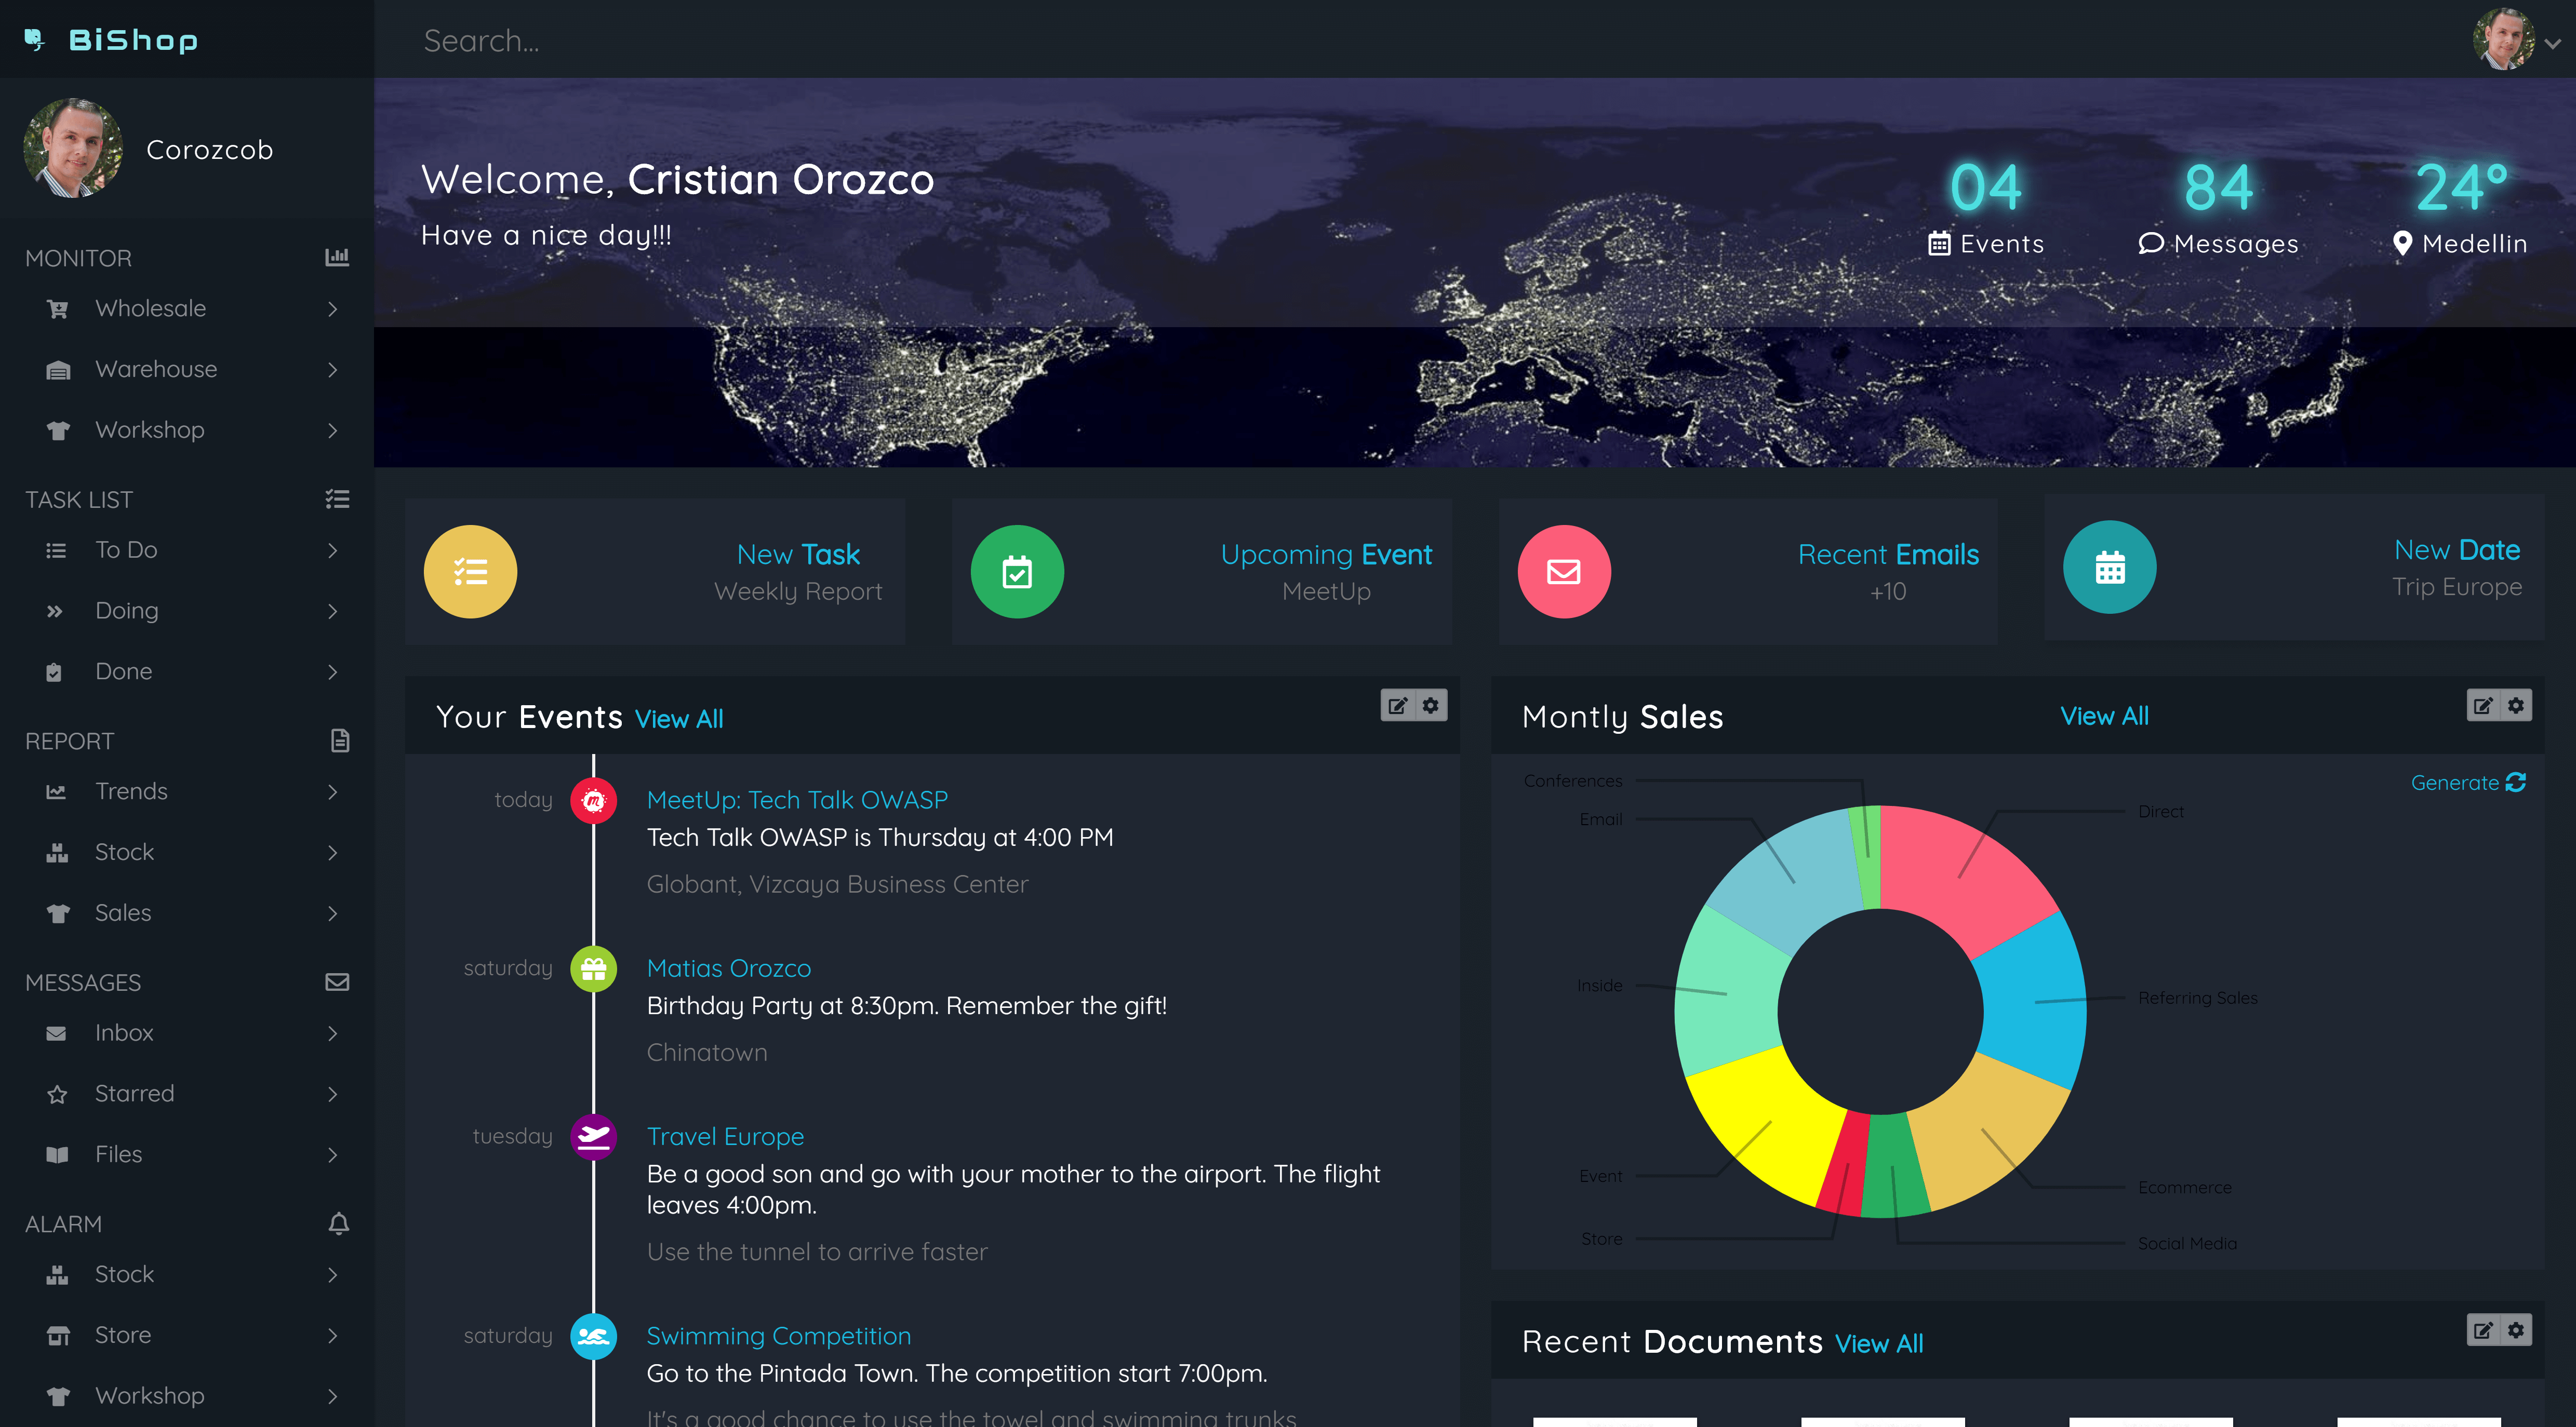 BiShop
Search...
Corozcob
MONITOR
Wholesale
Warehouse
Workshop
TASK LIST
To Do
Doing
Done
REPORT
Trends
Stock
Sales
MESSAGES
Inbox
Starred
Files
ALARM
Stock
Store
Workshop
Welcome, Cristian Orozco
Have a nice day!!!
04
Events
84
Messages
24°
Medellin
New Task
Weekly Report
Upcoming Event
MeetUp
Recent Emails
+10
New Date
Trip Europe
Your Events View All
today
MeetUp: Tech Talk OWASP
Tech Talk OWASP is Thursday at 4:00 PM
Globant, Vizcaya Business Center
saturday
Matias Orozco
Birthday Party at 8:30pm. Remember the gift!
Chinatown
tuesday
Travel Europe
Be a good son and go with your mother to the airport. The flight
leaves 4:00pm.
Use the tunnel to arrive faster
saturday
Swimming Competition
Go to the Pintada Town. The competition start 7:00pm.
It's a good chance to use the towel and swimming trunks
Montly Sales View All
Generate
Conferences
Email
Inside
Event
Store
Direct
Referring Sales
Ecommerce
Social Media
Recent Documents View All